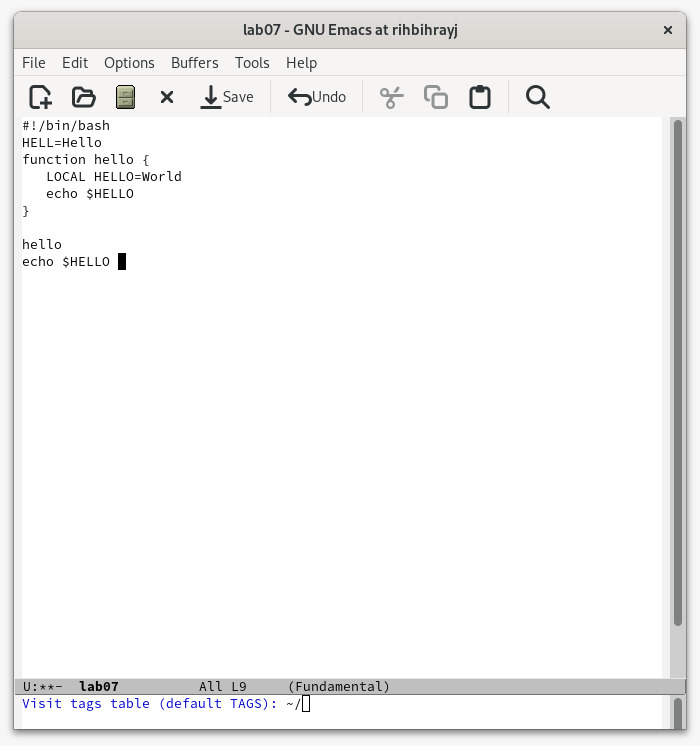 lab07 - GNU Emacs at rihbihrayj
File Edit Options Buffers Tools Help
Save Undo
#!/bin/bash
HELL=Hello
function hello {
   LOCAL HELLO=World
   echo $HELLO
}
hello
echo $HELLO
U:**-  lab07          All L9     (Fundamental)
Visit tags table (default TAGS): ~/